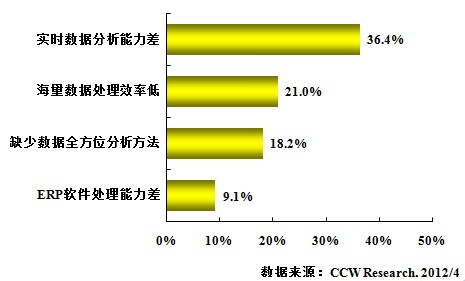 实时数据分析能力差 36.4%
海量数据处理效率低 21.0%
缺少数据全方位分析方法 18.2%
ERP软件处理能力差 9.1%
0% 10% 20% 30% 40% 50%
数据来源：CCW Research, 2012/4